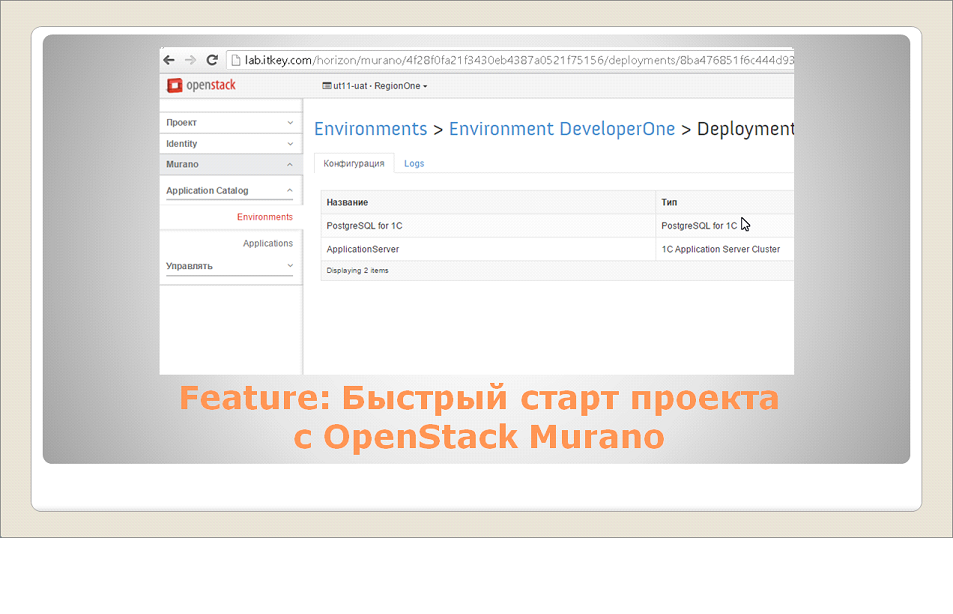 lab.itkey.com/horizon/murano/4f28f0fa21f3430eb4387a0521f75156/deployments/8ba476851f6c444d93
openstack
ut11-uat · RegionOne
Проект
Identity
Murano
Application Catalog
Environments
Applications
Управлять
Environments > Environment DeveloperOne > Deployment
Конфигурация Logs
Название Тип
PostgreSQL for 1C PostgreSQL for 1C
ApplicationServer 1C Application Server Cluster
Displaying 2 items
Feature: Быстрый старт проекта
с OpenStack Murano